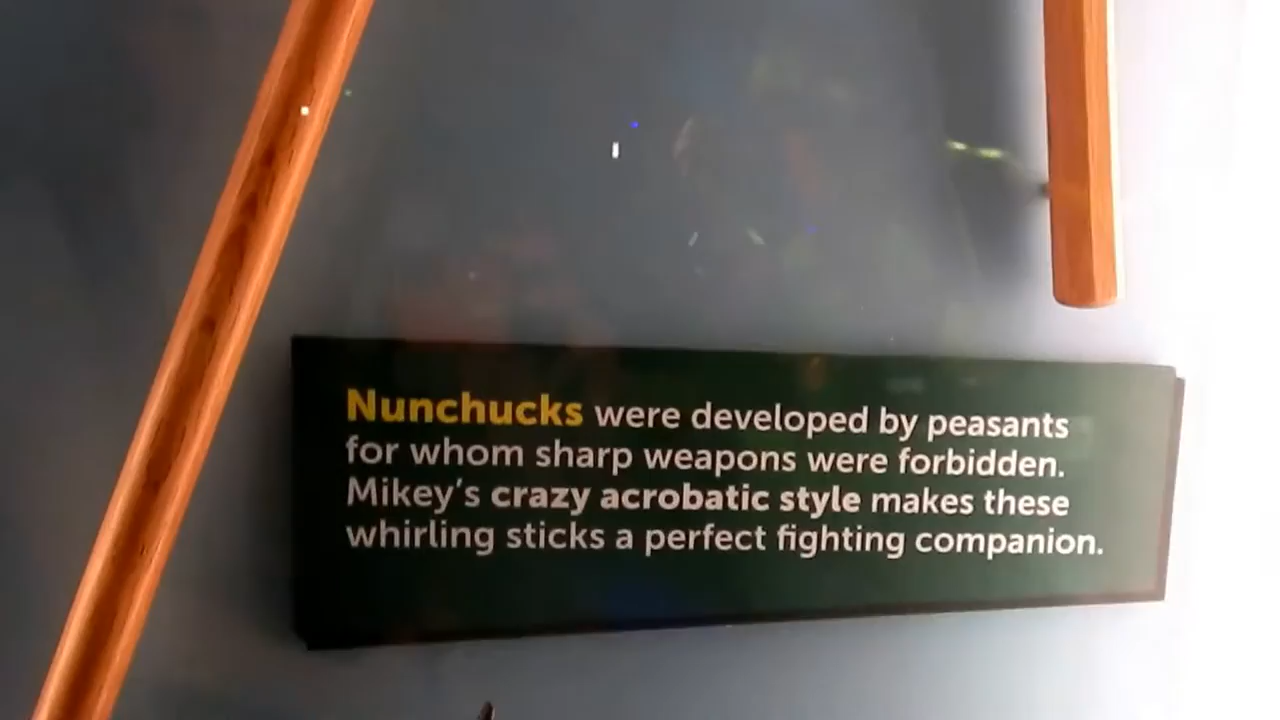 Nunchucks were developed by peasants
for whom sharp weapons were forbidden.
Mikey's crazy acrobatic style makes these
whirling sticks a perfect fighting companion.